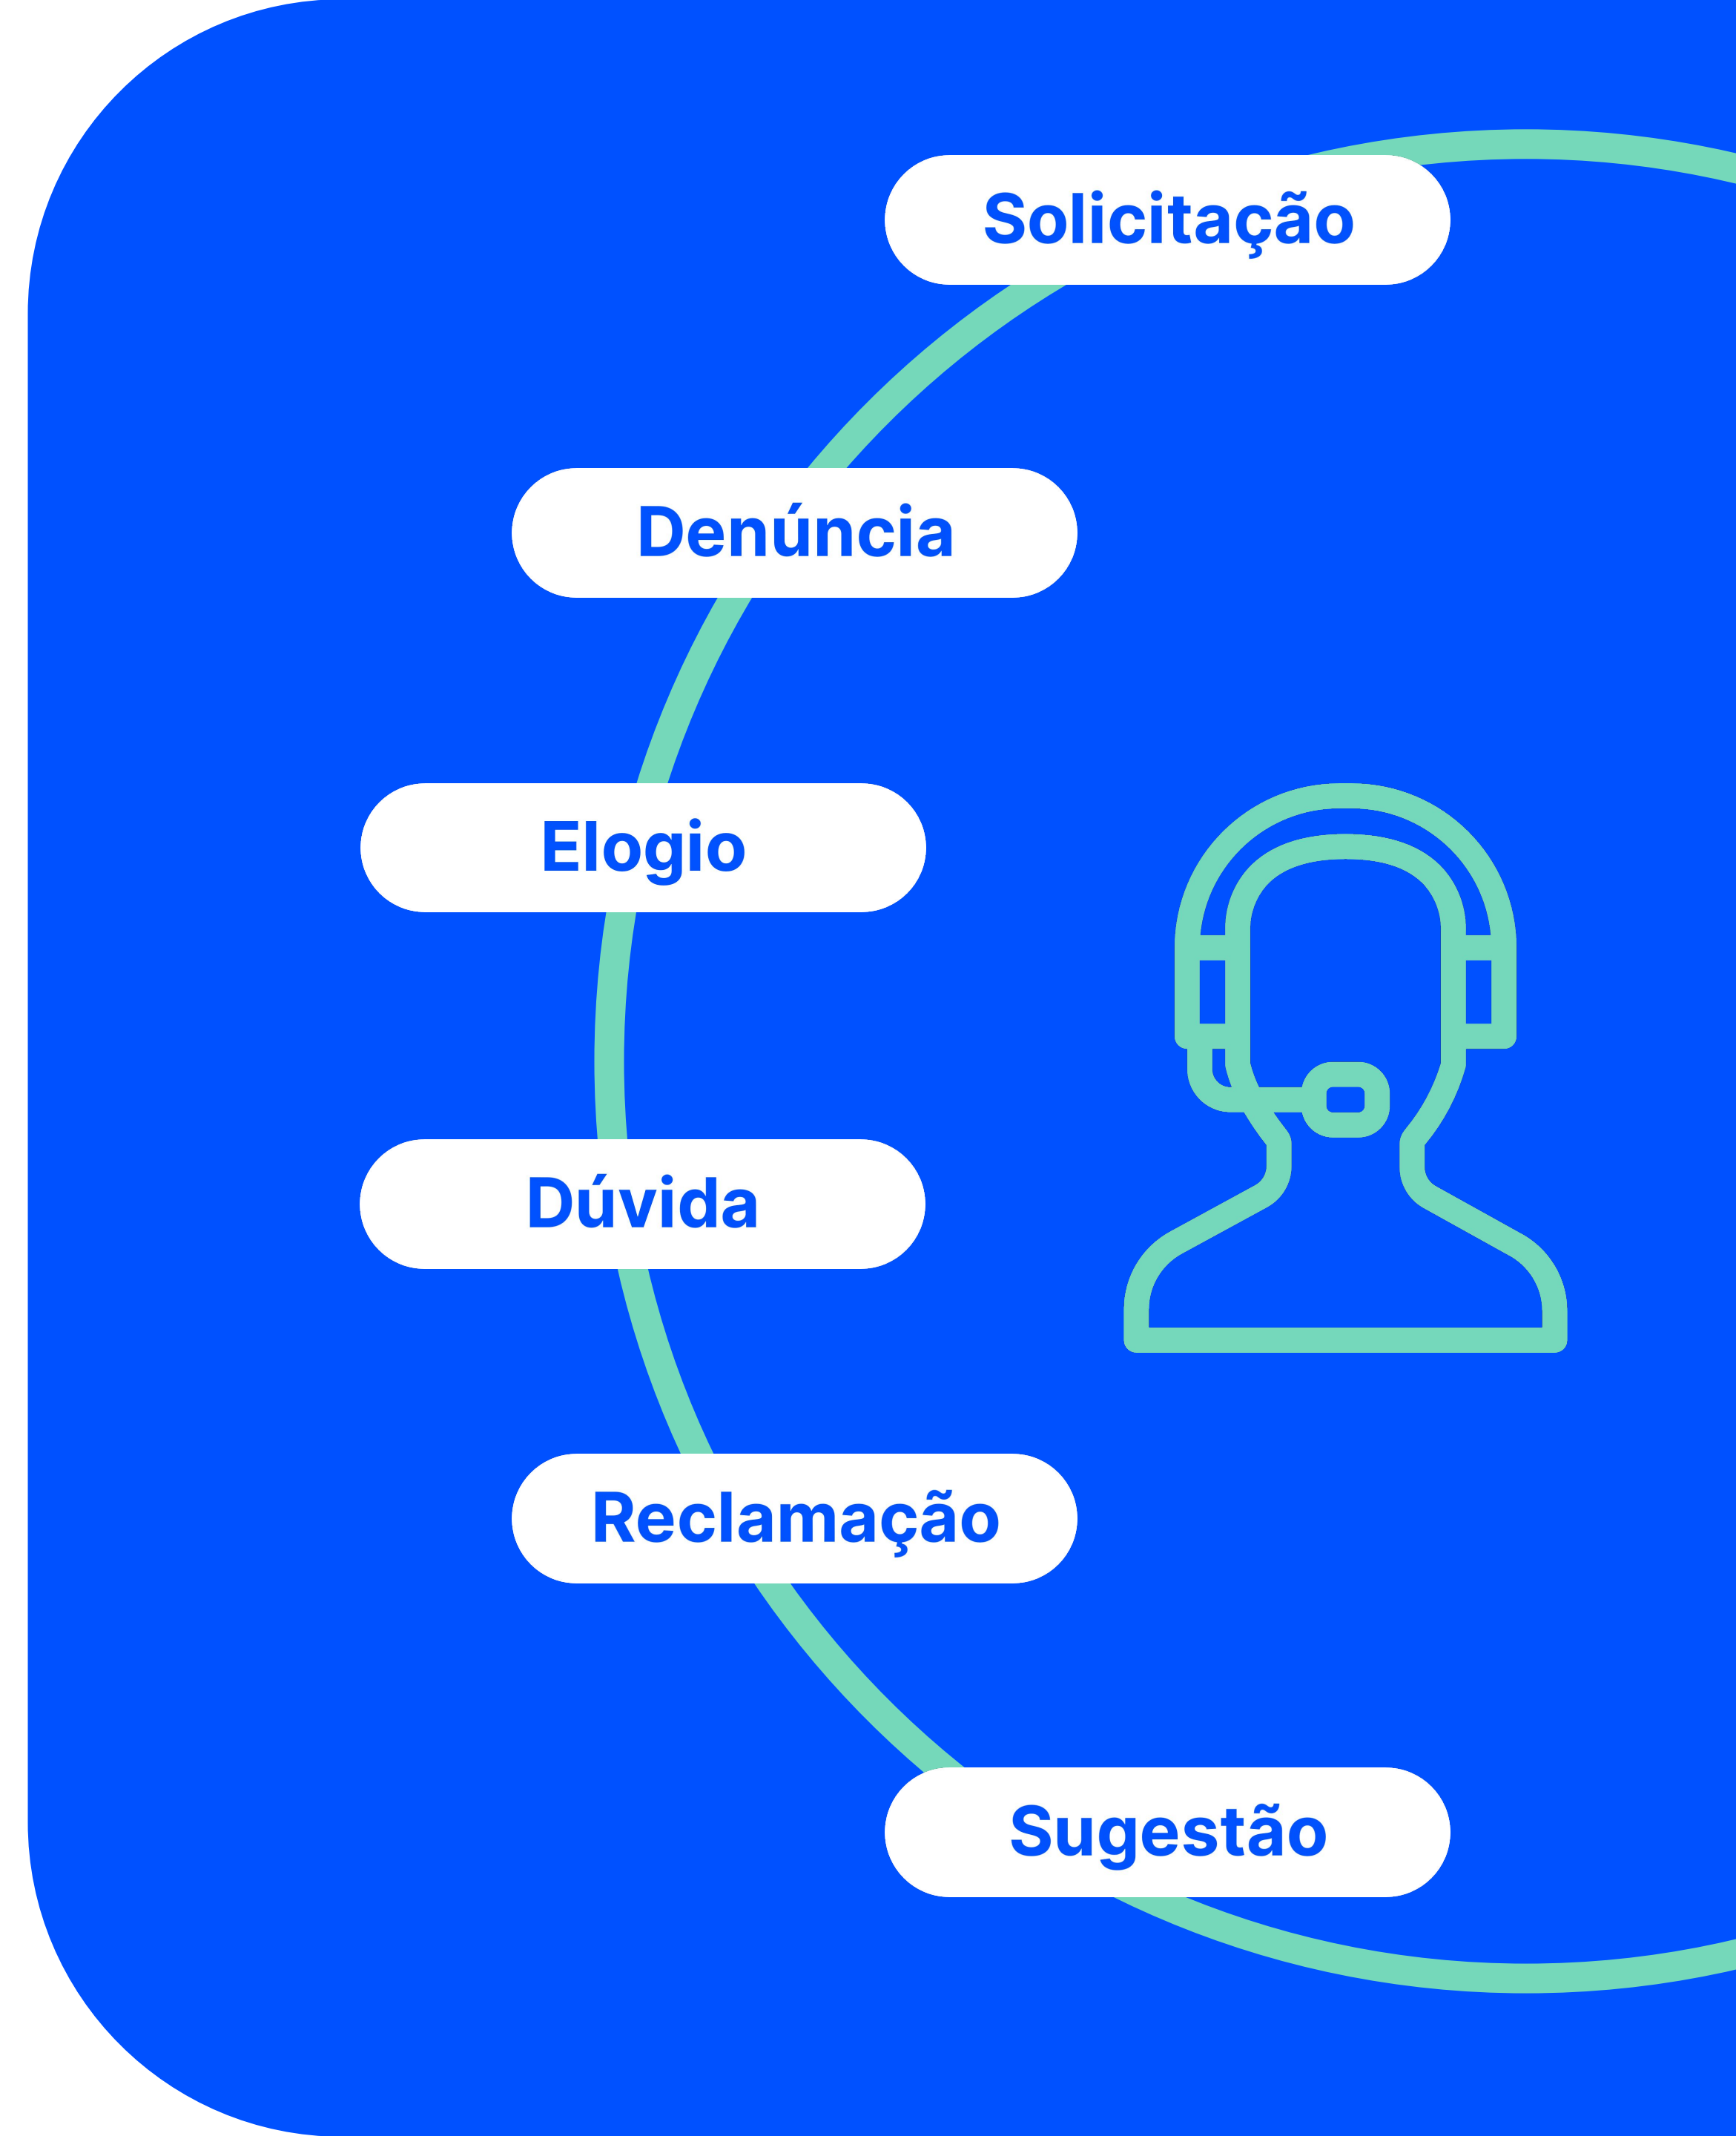 Solicitação
Denúncia
Elogio
Dúvida
Reclamação
Sugestão